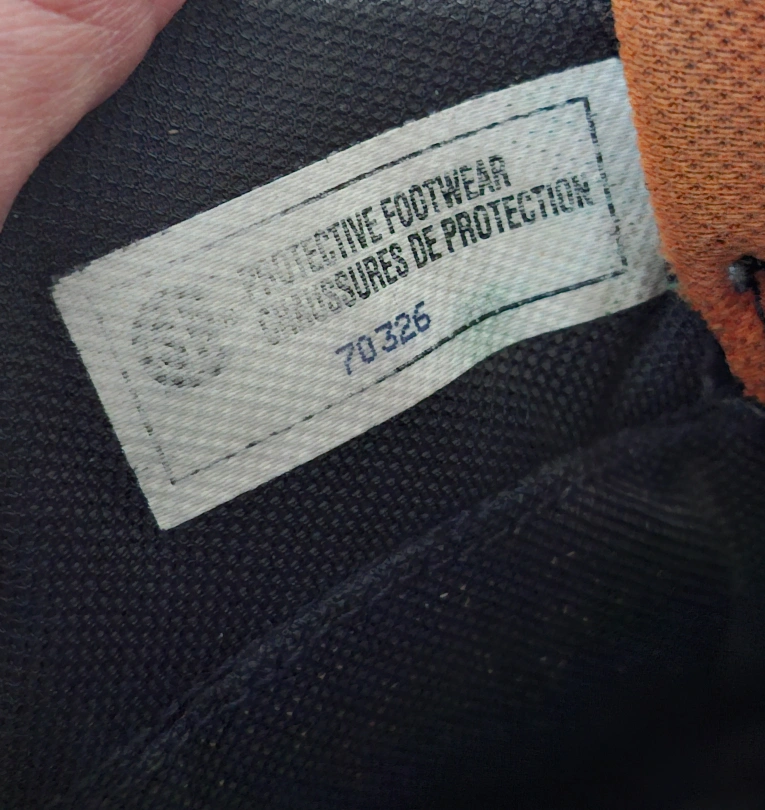 PROTECTIVE FOOTWEAR
CHAUSSURES DE PROTECTION
70326